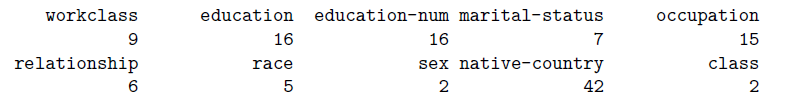 workclass education education-num marital-status occupation
9 16 16 7 15
relationship race sex native-country class
6 5 2 42 2